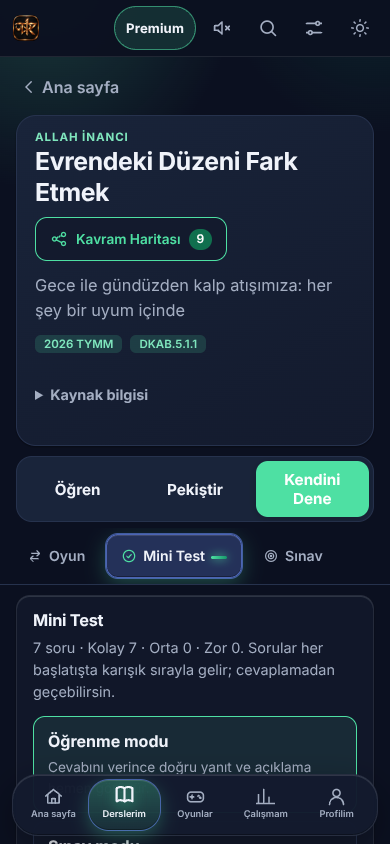 Premium
Ana sayfa
ALLAH İNANCI
Evrendeki Düzeni Fark
Etmek
Kavram Haritası 9
Gece ile gündüzden kalp atışımıza: her
şey bir uyum içinde
2026 TYMM DKAB.5.1.1
Kaynak bilgisi
Öğren Pekiştir Kendini
Dene
Oyun Mini Test Sınav
Mini Test
7 soru · Kolay 7 · Orta 0 · Zor 0. Sorular her
başlatışta karışık sırayla gelir; cevaplamadan
geçebilirsin.
Öğrenme modu
Cevabını verince doğru yanıt ve açıklama
Ana sayfa Derslerim Oyunlar Çalışmam Profilim